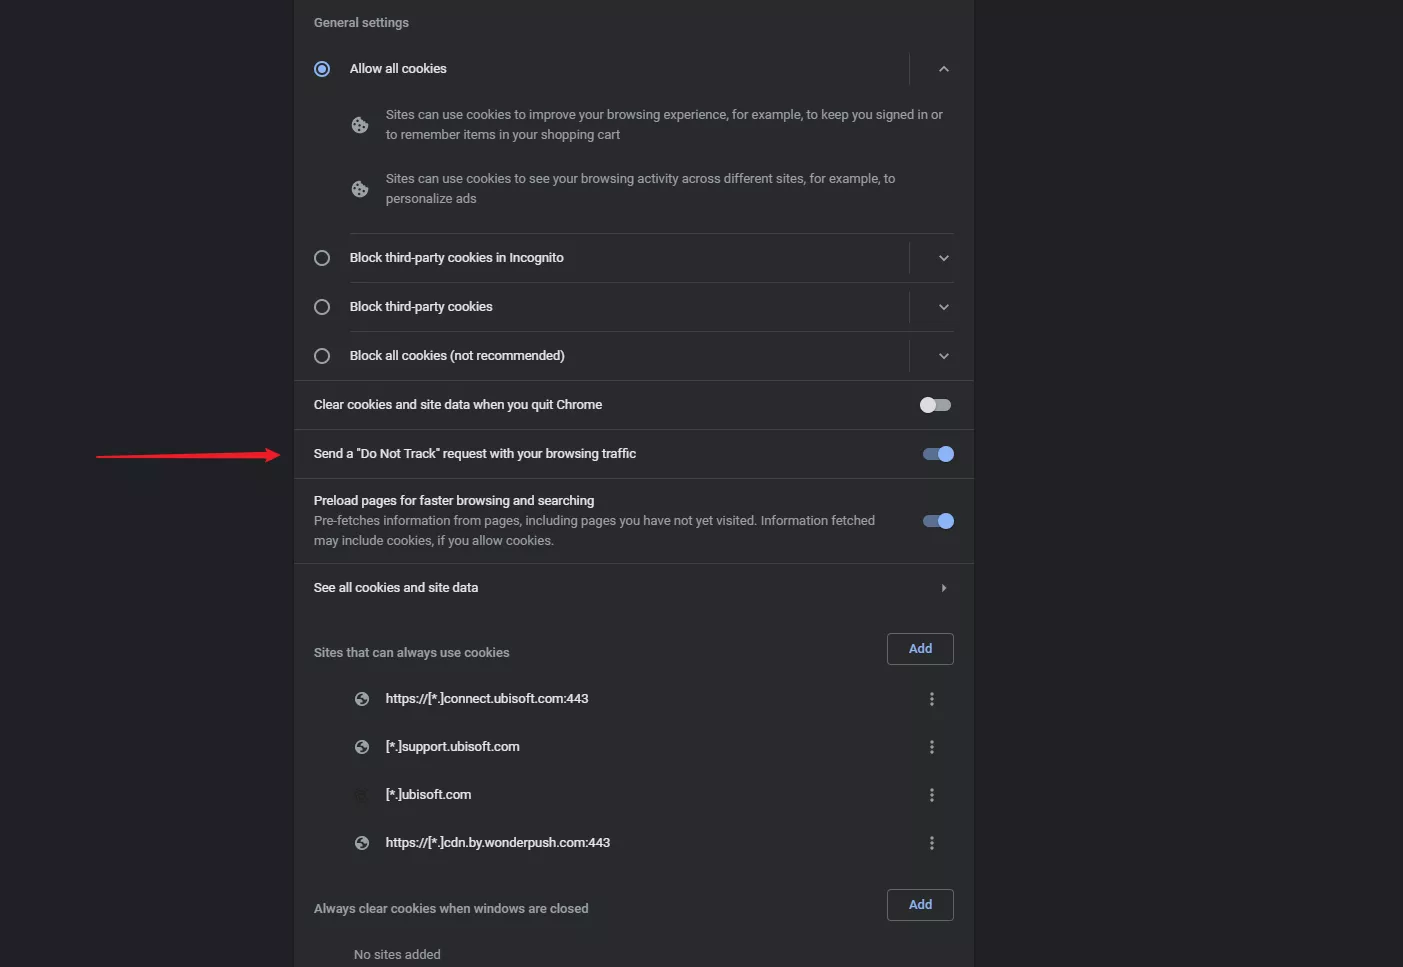 General settings
Allow all cookies
Sites can use cookies to improve your browsing experience, for example, to keep you signed in or
to remember items in your shopping cart
Sites can use cookies to see your browsing activity across different sites, for example, to
personalize ads
Block third-party cookies in Incognito
Block third-party cookies
Block all cookies (not recommended)
Clear cookies and site data when you quit Chrome
Send a "Do Not Track" request with your browsing traffic
Preload pages for faster browsing and searching
Pre-fetches information from pages, including pages you have not yet visited. Information fetched
may include cookies, if you allow cookies.
See all cookies and site data
Sites that can always use cookies
Add
https://[*.]connect.ubisoft.com:443
[*.]support.ubisoft.com
[*.]ubisoft.com
https://[*.]cdn.by.wonderpush.com:443
Always clear cookies when windows are closed
Add
No sites added